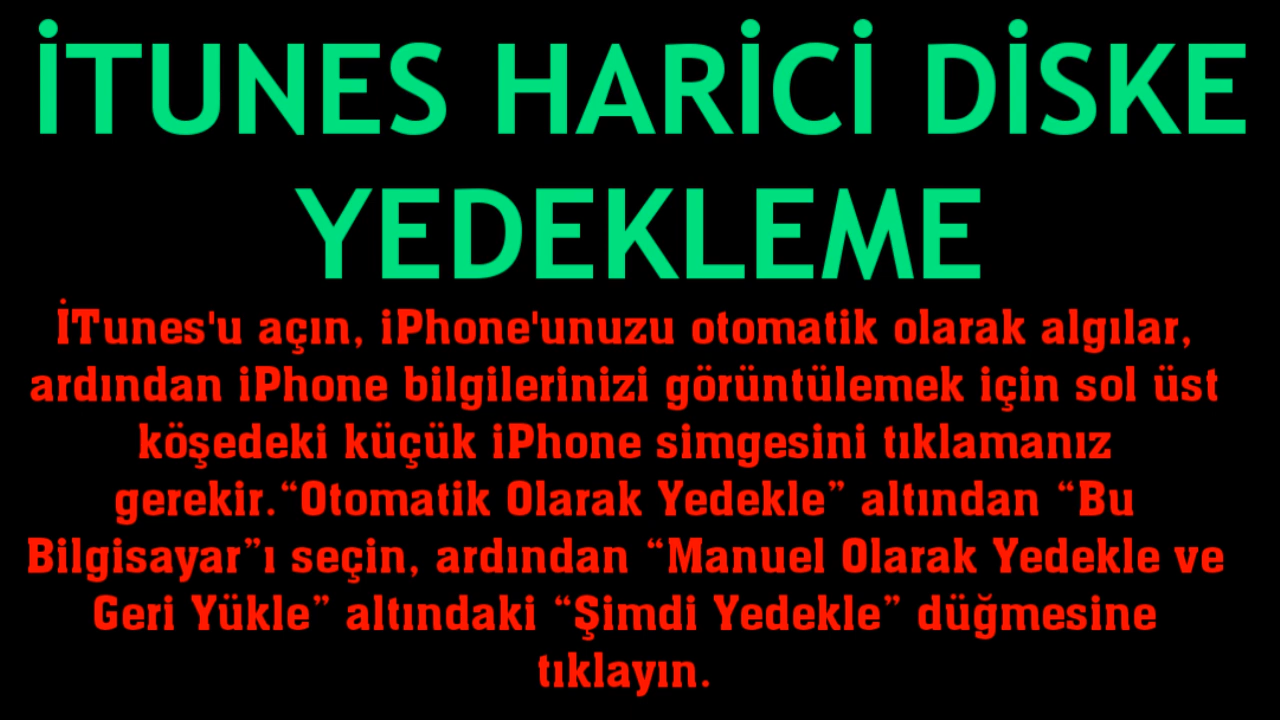 İTUNES HARİCİ DİSKE
YEDEKLEME
İTunes'u açın, iPhone'unuzu otomatik olarak algılar,
ardından iPhone bilgilerinizi görüntülemek için sol üst
köşedeki küçük iPhone simgesini tıklamanız
gerekir.“Otomatik Olarak Yedekle” altından “Bu
Bilgisayar”ı seçin, ardından “Manuel Olarak Yedekle ve
Geri Yükle” altındaki “Şimdi Yedekle” düğmesine
tıklayın.